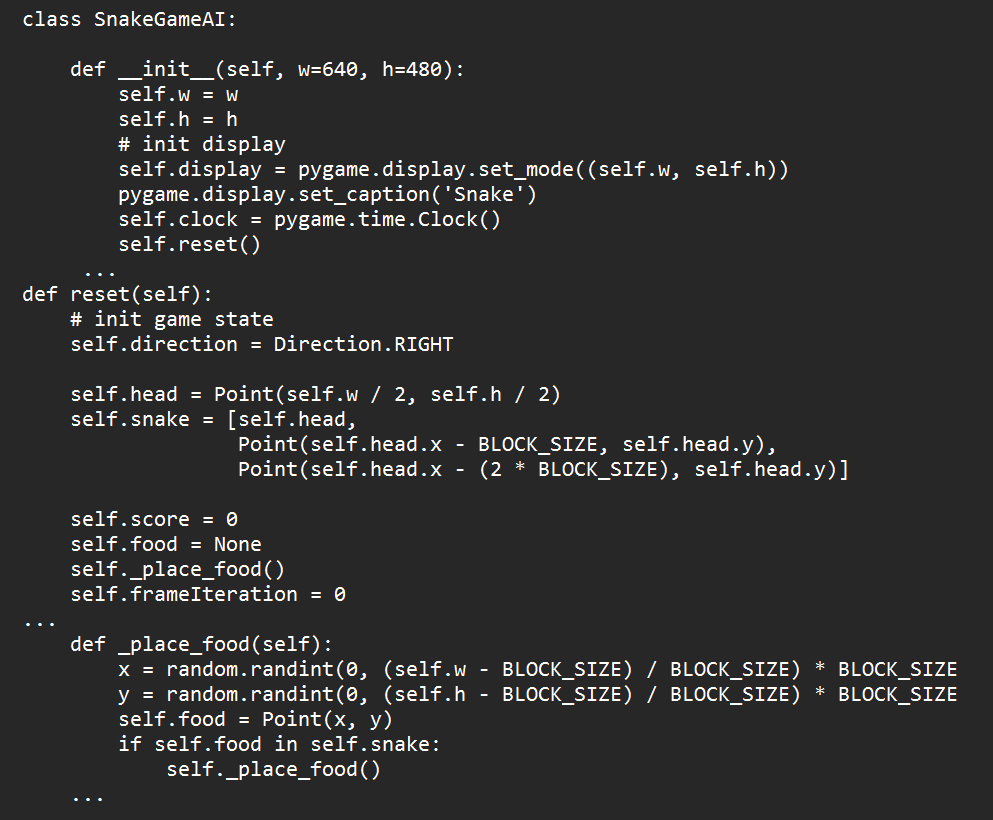 class SnakeGameAI:

    def __init__(self, w=640, h=480):
        self.w = w
        self.h = h
        # init display
        self.display = pygame.display.set_mode((self.w, self.h))
        pygame.display.set_caption('Snake')
        self.clock = pygame.time.Clock()
        self.reset()
     ...
def reset(self):
    # init game state
    self.direction = Direction.RIGHT

    self.head = Point(self.w / 2, self.h / 2)
    self.snake = [self.head,
                  Point(self.head.x - BLOCK_SIZE, self.head.y),
                  Point(self.head.x - (2 * BLOCK_SIZE), self.head.y)]

    self.score = 0
    self.food = None
    self._place_food()
    self.frameIteration = 0
...
    def _place_food(self):
        x = random.randint(0, (self.w - BLOCK_SIZE) / BLOCK_SIZE) * BLOCK_SIZE
        y = random.randint(0, (self.h - BLOCK_SIZE) / BLOCK_SIZE) * BLOCK_SIZE
        self.food = Point(x, y)
        if self.food in self.snake:
            self._place_food()
    ...